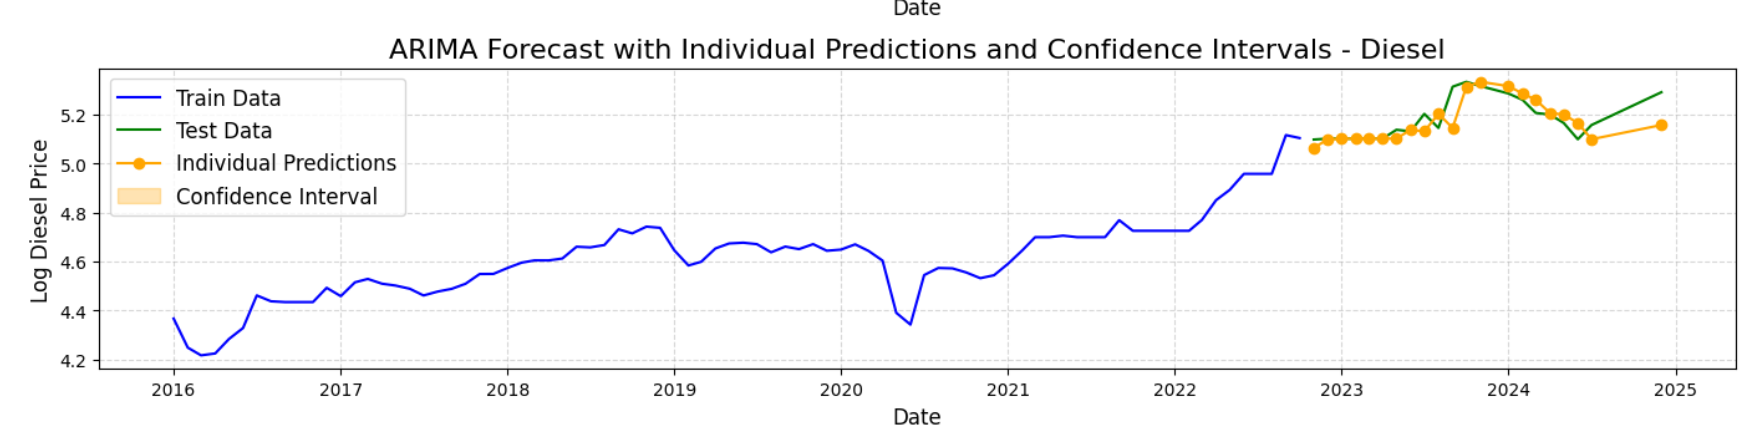 Date
ARIMA Forecast with Individual Predictions and Confidence Intervals - Diesel
Train Data
Test Data
Individual Predictions
Confidence Interval
Log Diesel Price
5.2
5.0
4.8
4.6
4.4
4.2
2016 2017 2018 2019 2020 2021 2022 2023 2024 2025
Date